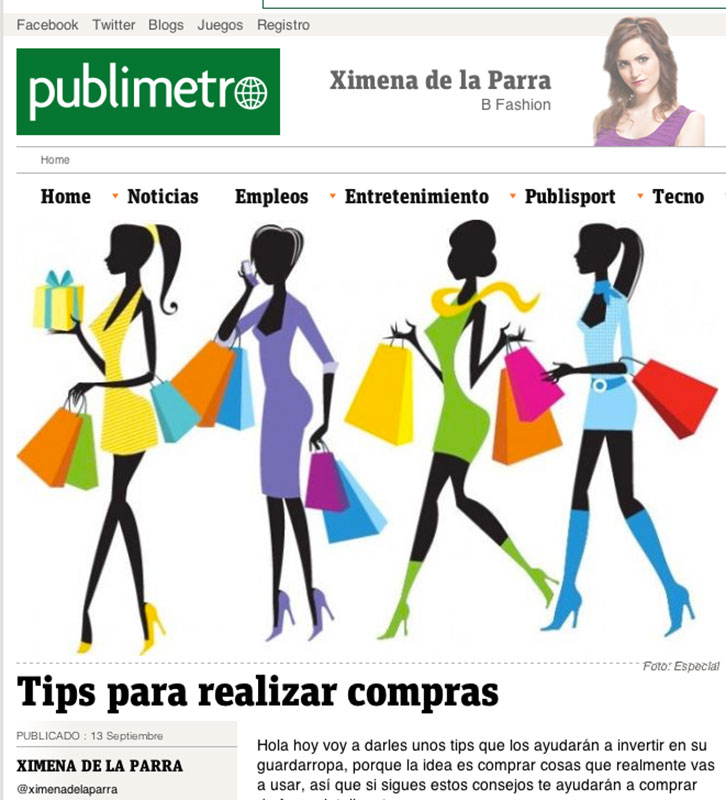 Facebook Twitter Blogs Juegos Registro
publimetro
Ximena de la Parra
B Fashion
Home
Home Noticias Empleos Entretenimiento Publisport Tecno
Foto: Especial
Tips para realizar compras
PUBLICADO : 13 Septiembre
XIMENA DE LA PARRA
@ximenadelaparra
Hola hoy voy a darles unos tips que los ayudarán a invertir en su
guardarropa, porque la idea es comprar cosas que realmente vas
a usar, así que si sigues estos consejos te ayudarán a comprar